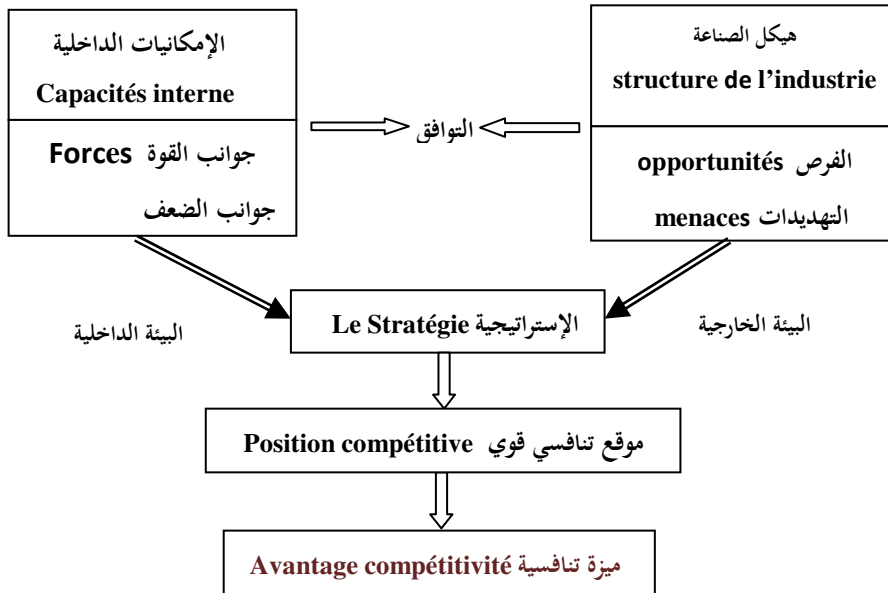 الإمكانيات الداخلية
Capacités interne
جوانب القوة Forces
جوانب الضعف
التوافق
هيكل الصناعة
structure de l'industrie
الفرص opportunités
التهديدات menaces
البيئة الداخلية
الإستراتيجية Le Stratégie
البيئة الخارجية
موقع تنافسي قوي Position compétitive
ميزة تنافسية Avantage compétitivité